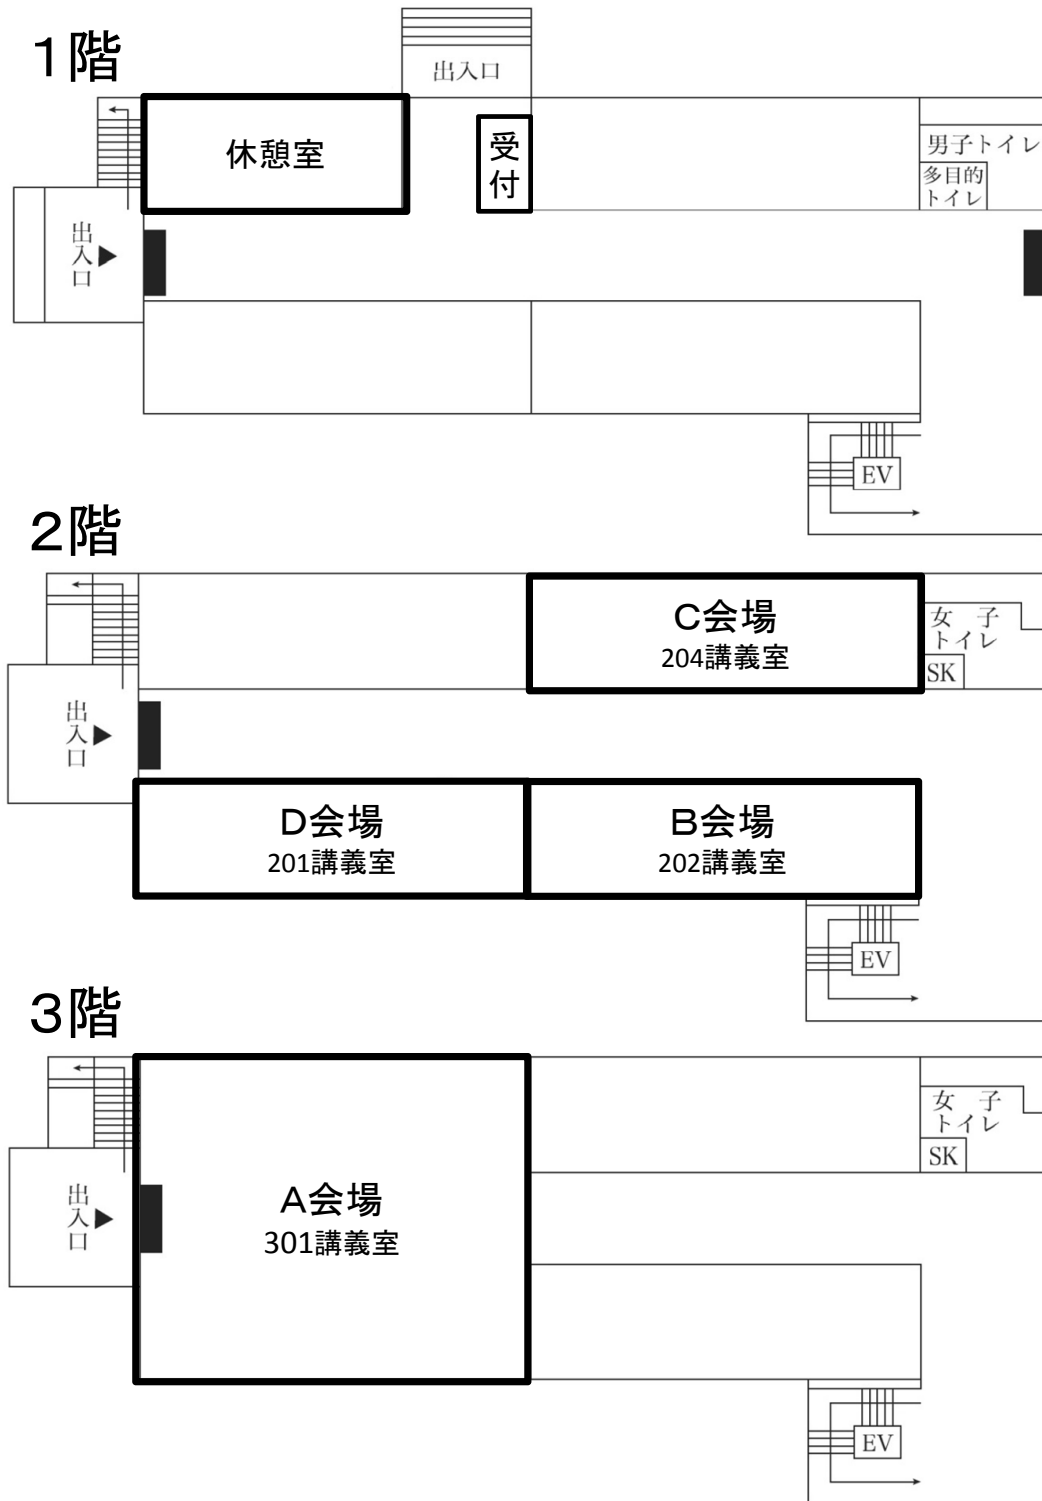 1階
出入口
休憩室
受付
男子トイレ
多目的
トイレ
出入口
EV
2階
C会場
204講義室
女 子
トイレ
SK
出入口
D会場
201講義室
B会場
202講義室
EV
3階
女 子
トイレ
SK
A会場
301講義室
出入口
EV